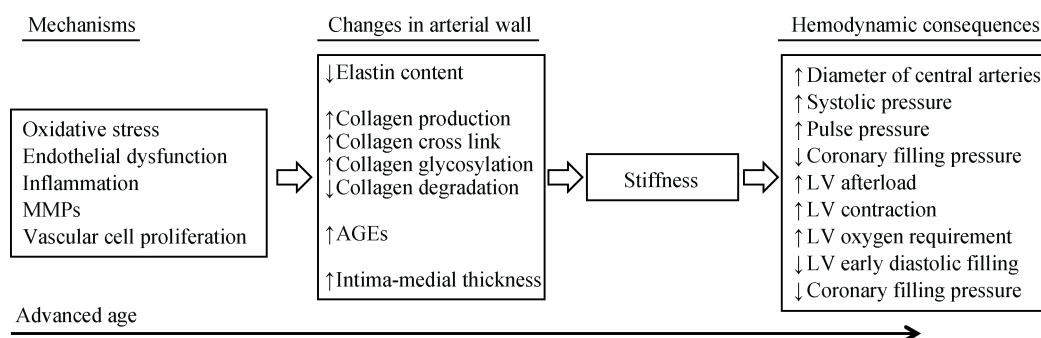 Mechanisms
Oxidative stress
Endothelial dysfunction
Inflammation
MMPs
Vascular cell proliferation
Changes in arterial wall
↓Elastin content
↑Collagen production
↑Collagen cross link
↑Collagen glycosylation
↓Collagen degradation
↑AGEs
↑Intima-medial thickness
Stiffness
Hemodynamic consequences
↑Diameter of central arteries
↑Systolic pressure
↑Pulse pressure
↓Coronary filling pressure
↑LV afterload
↑LV contraction
↑LV oxygen requirement
↓LV early diastolic filling
↓Coronary filling pressure
Advanced age